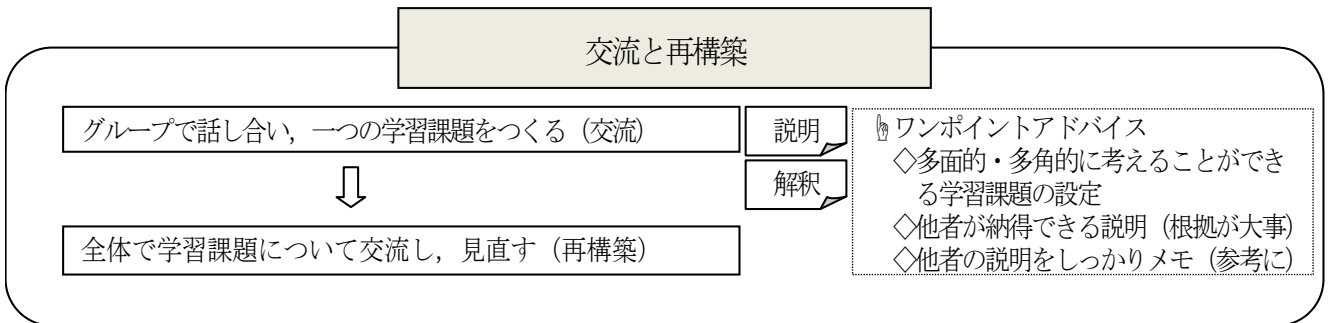 交流と再構築
グループで話し合い，一つの学習課題をつくる（交流）
説明
解釈
⇩
全体で学習課題について交流し，見直す（再構築）
☝ワンポイントアドバイス
◇多面的・多角的に考えることができ
る学習課題の設定
◇他者が納得できる説明（根拠が大事）
◇他者の説明をしっかりメモ（参考に）